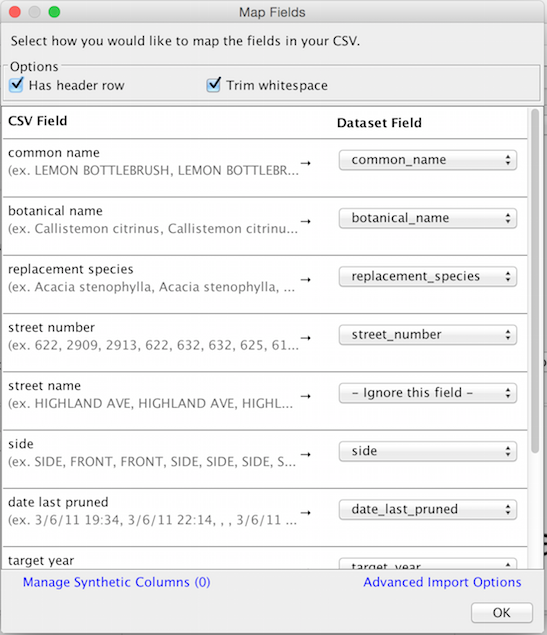 Map Fields
Select how you would like to map the fields in your CSV.
Options
Has header row Trim whitespace
CSV Field Dataset Field
common name
(ex. LEMON BOTTLEBRUSH, LEMON BOTTLEBR... → common_name
botanical name
(ex. Callistemon citrinus, Callistemon citrinu... → botanical_name
replacement species
(ex. Acacia stenophylla, Acacia stenophylla, ... → replacement_species
street number
(ex. 622, 2909, 2913, 622, 632, 632, 625, 61... → street_number
street name
(ex. HIGHLAND AVE, HIGHLAND AVE, HIGHL... → – Ignore this field –
side
(ex. SIDE, FRONT, FRONT, SIDE, SIDE, SIDE, S... → side
date last pruned
(ex. 3/6/11 19:34, 3/6/11 22:14, , , 3/6/11 ... → date_last_pruned
target year
target_year
Manage Synthetic Columns (0) Advanced Import Options
OK